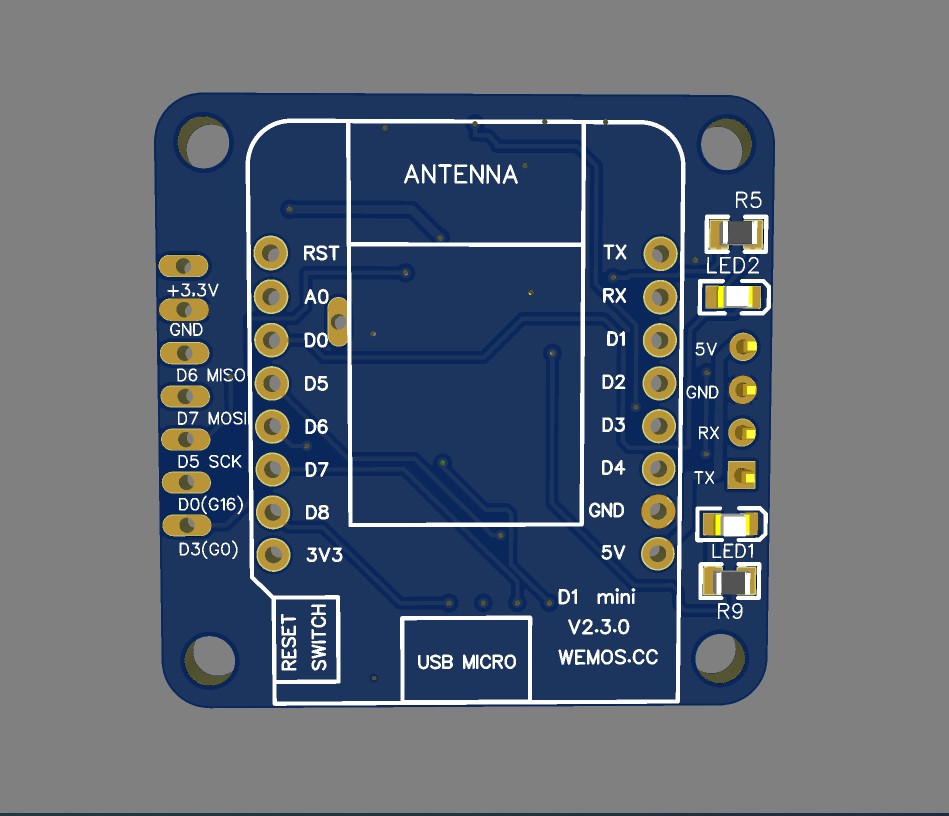 ANTENNA
R5
RST
TX
LED2
+3.3V
A0
RX
GND
D0
D1
5V
D6 MISO
D5
D2
GND
D7 MOSI
D6
D3
RX
D5 SCK
D7
D4
TX
D0(G16)
D8
GND
D3(G0)
3V3
5V
LED1
D1 mini
R9
RESET
SWITCH
V2.3.0
USB MICRO
WEMOS.CC